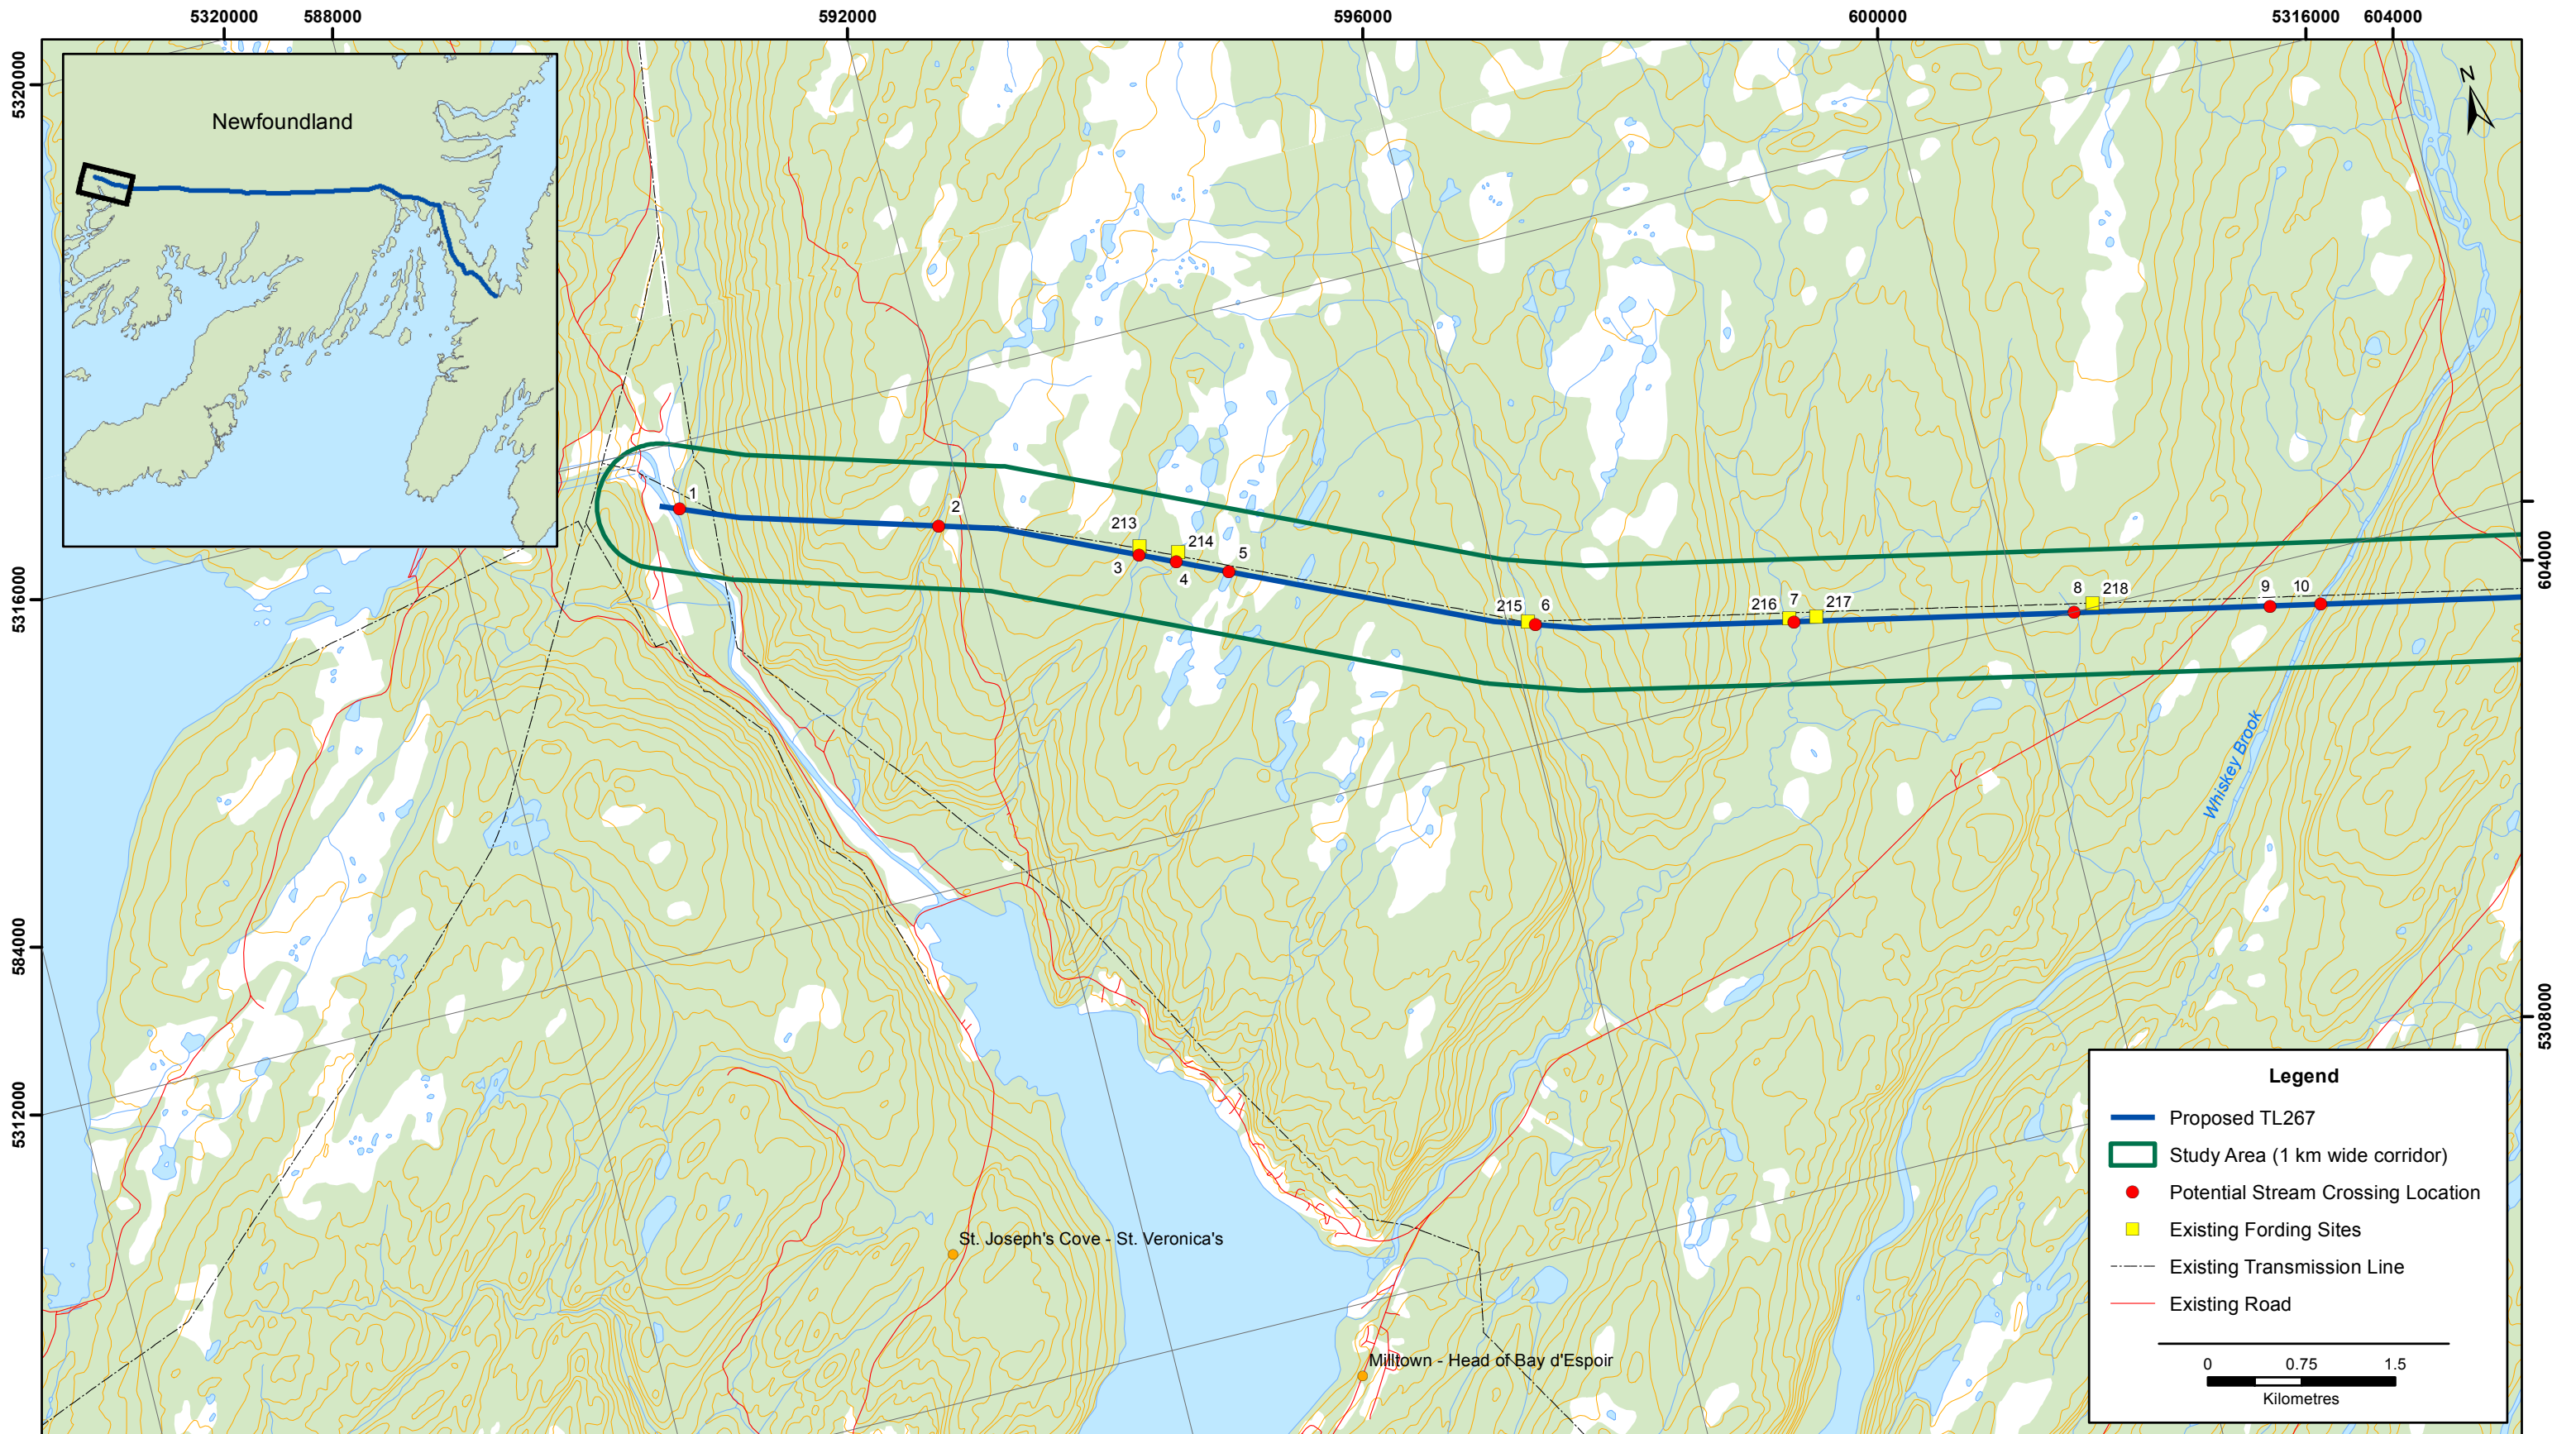 5320000
588000
592000
596000
600000
5316000
604000
5320000
5316000
584000
5312000
604000
5308000
Newfoundland
N
1
2
213
214
3
4
5
215
6
216
7
217
8
218
9
10
Whiskey Brook
St. Joseph's Cove - St. Veronica's
Milltown - Head of Bay d'Espoir
Legend
Proposed TL267
Study Area (1 km wide corridor)
Potential Stream Crossing Location
Existing Fording Sites
Existing Transmission Line
Existing Road
0 0.75 1.5
Kilometres